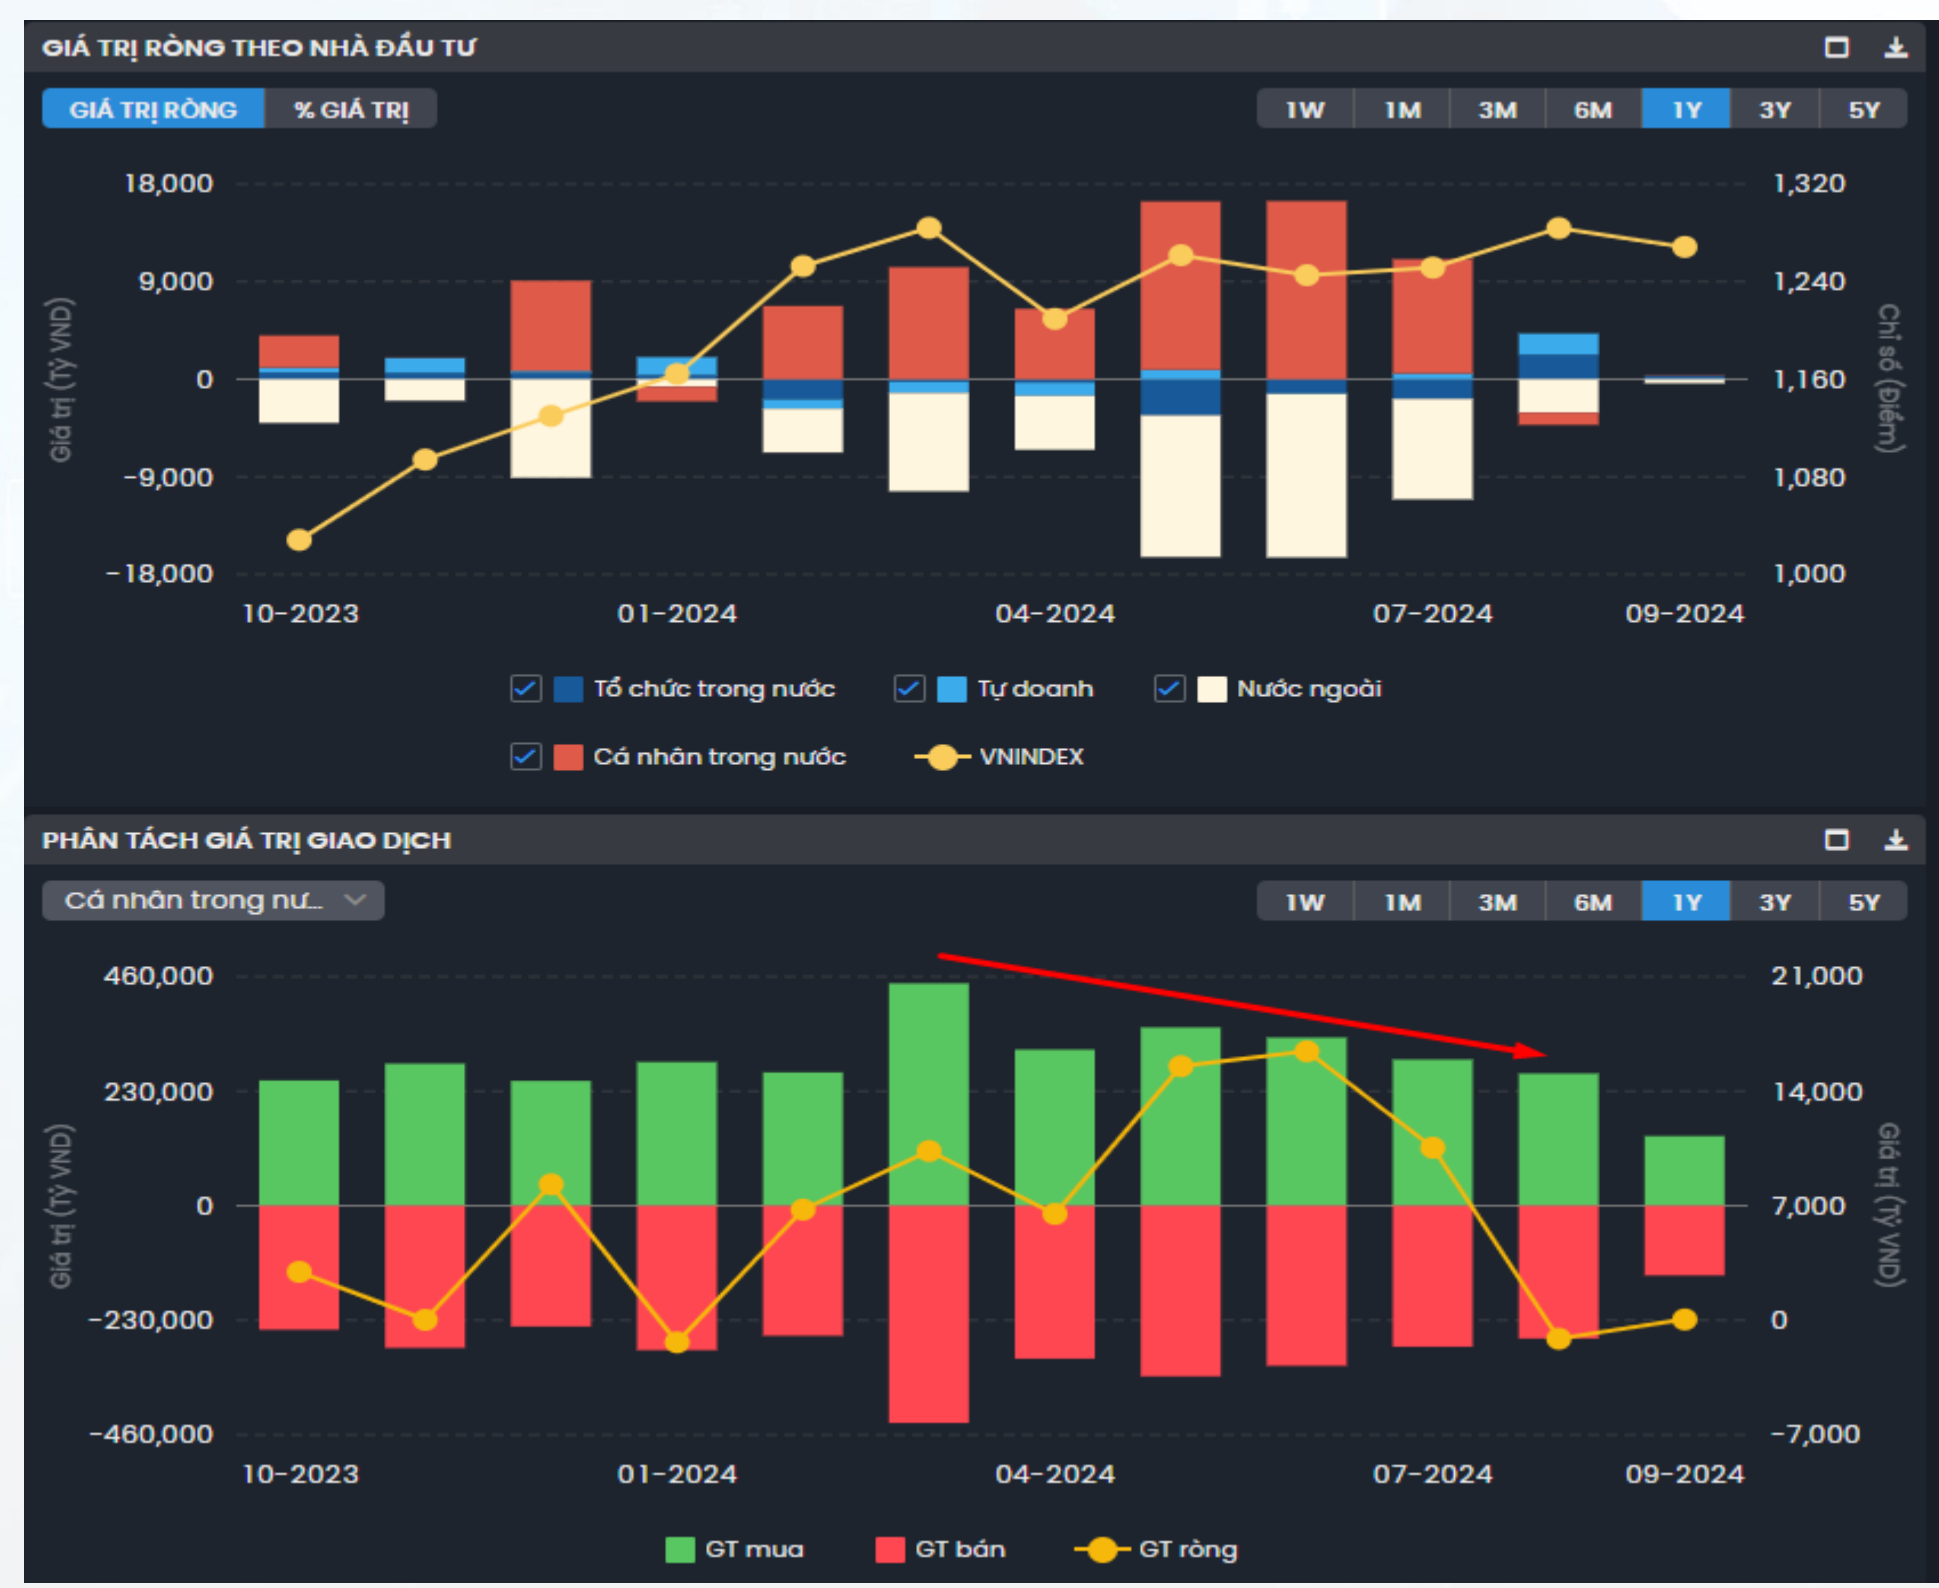 GIÁ TRỊ RÒNG THEO NHÀ ĐẦU TƯ
GIÁ TRỊ RÒNG % GIÁ TRỊ 1W 1M 3M 6M 1Y 3Y 5Y
Giá trị (Tỷ VND)
18,000
9,000
0
-9,000
-18,000
1,320
1,240
1,160
1,080
1,000
Chỉ số (Điểm)
10-2023 01-2024 04-2024 07-2024 09-2024
Tổ chức trong nước Tự doanh Nước ngoài
Cá nhân trong nước VNINDEX
PHÂN TÁCH GIÁ TRỊ GIAO DỊCH
Cá nhân trong nư... 1W 1M 3M 6M 1Y 3Y 5Y
Giá trị (Tỷ VND)
460,000
230,000
0
-230,000
-460,000
21,000
14,000
7,000
0
-7,000
Giá trị (Tỷ VND)
10-2023 01-2024 04-2024 07-2024 09-2024
GT mua GT bán GT ròng